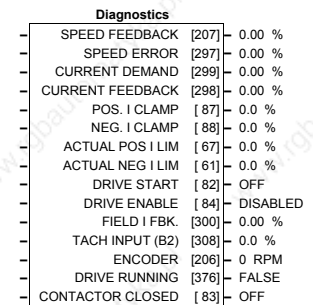 Diagnostics
SPEED FEEDBACK [207] – 0.00 %
SPEED ERROR [297] – 0.00 %
CURRENT DEMAND [299] – 0.00 %
CURRENT FEEDBACK [298] – 0.00 %
POS. I CLAMP [ 87] – 0.0 %
NEG. I CLAMP [ 88] – 0.0 %
ACTUAL POS I LIM [ 67] – 0.0 %
ACTUAL NEG I LIM [ 61] – 0.0 %
DRIVE START [ 82] – OFF
DRIVE ENABLE [ 84] – DISABLED
FIELD I FBK. [300] – 0.00 %
TACH INPUT (B2) [308] – 0.0 %
ENCODER [206] – 0 RPM
DRIVE RUNNING [376] – FALSE
CONTACTOR CLOSED [ 83] – OFF